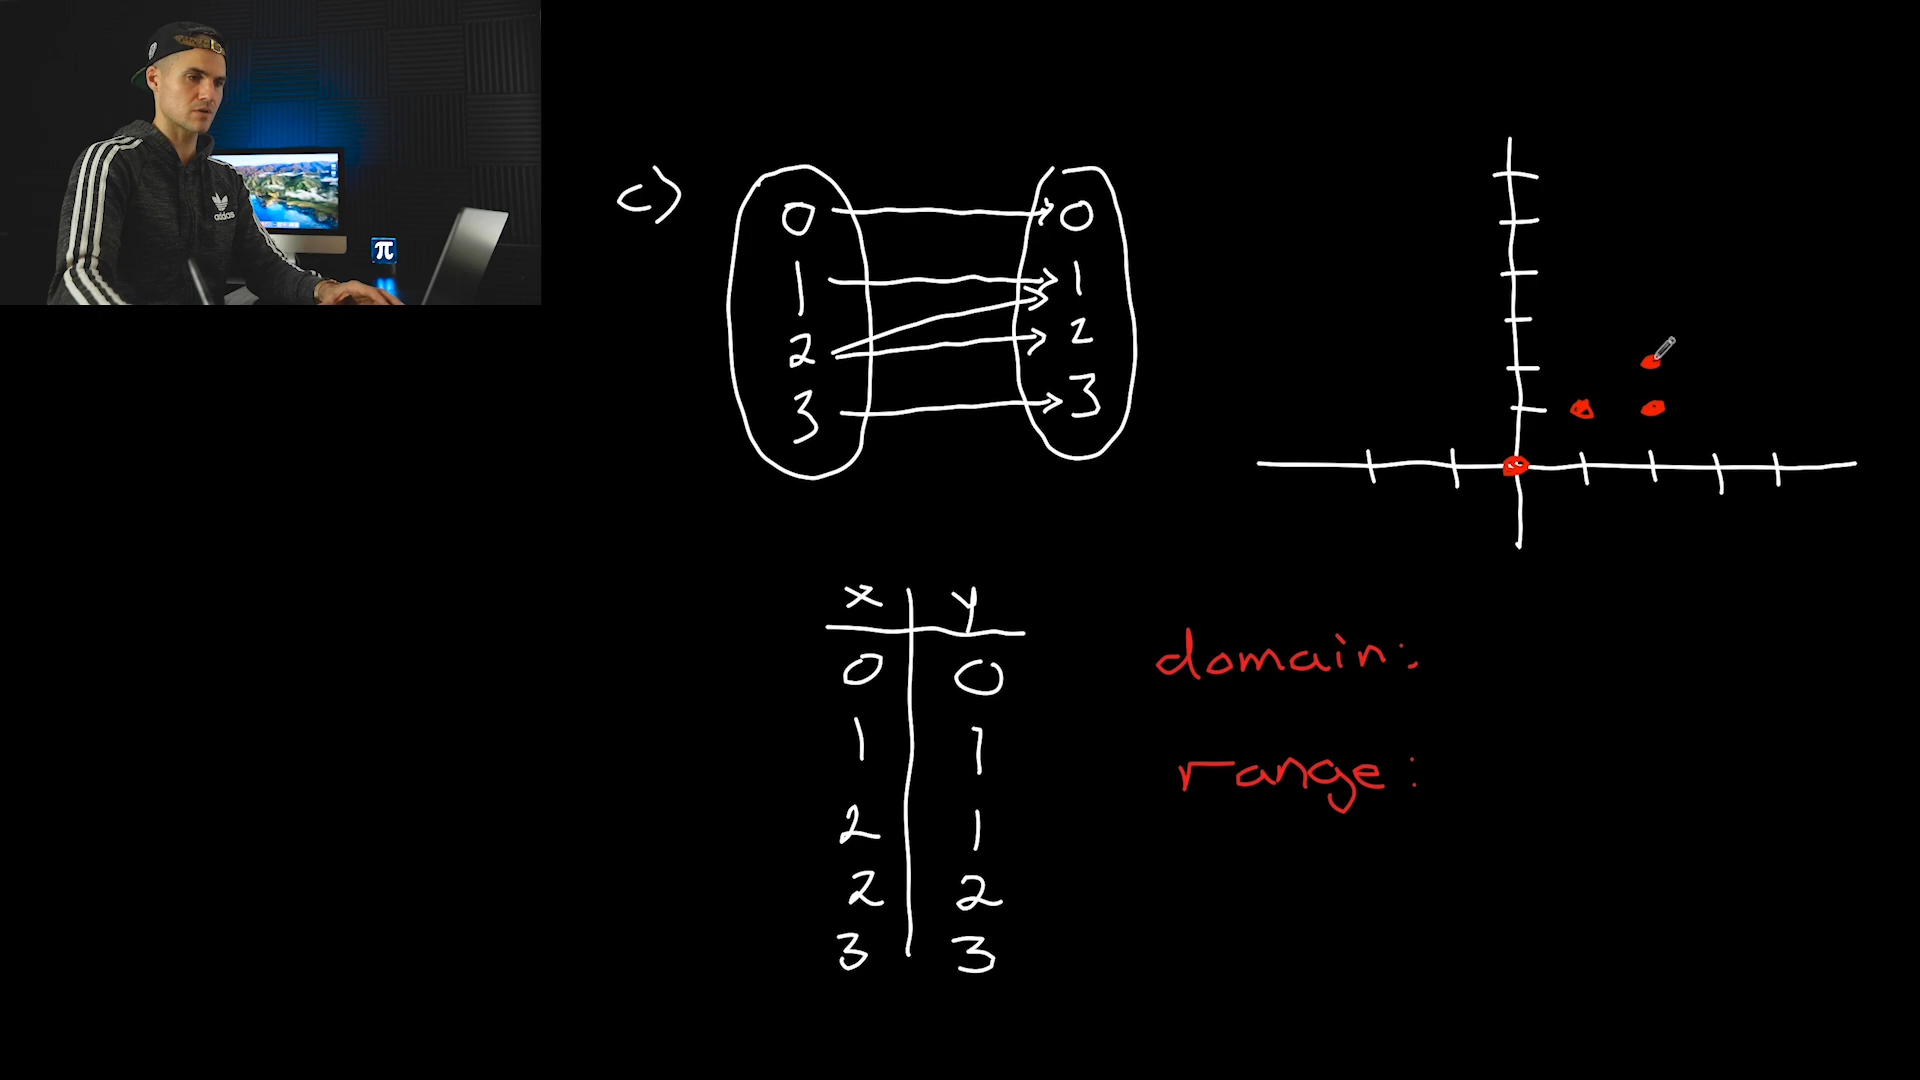 adidas
π
c)
0 0
1 1
2 2
3 3
x y
0 0
1 1
2 1
2 2
3 3
domain:
range: